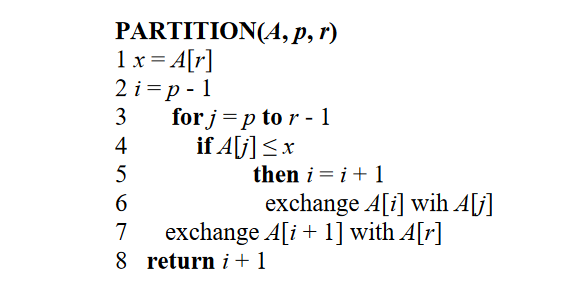 PARTITION(A, p, r)
1 x = A[r]
2 i = p - 1
3 for j = p to r - 1
4 if A[j] ≤ x
5 then i = i + 1
6 exchange A[i] wih A[j]
7 exchange A[i + 1] with A[r]
8 return i + 1